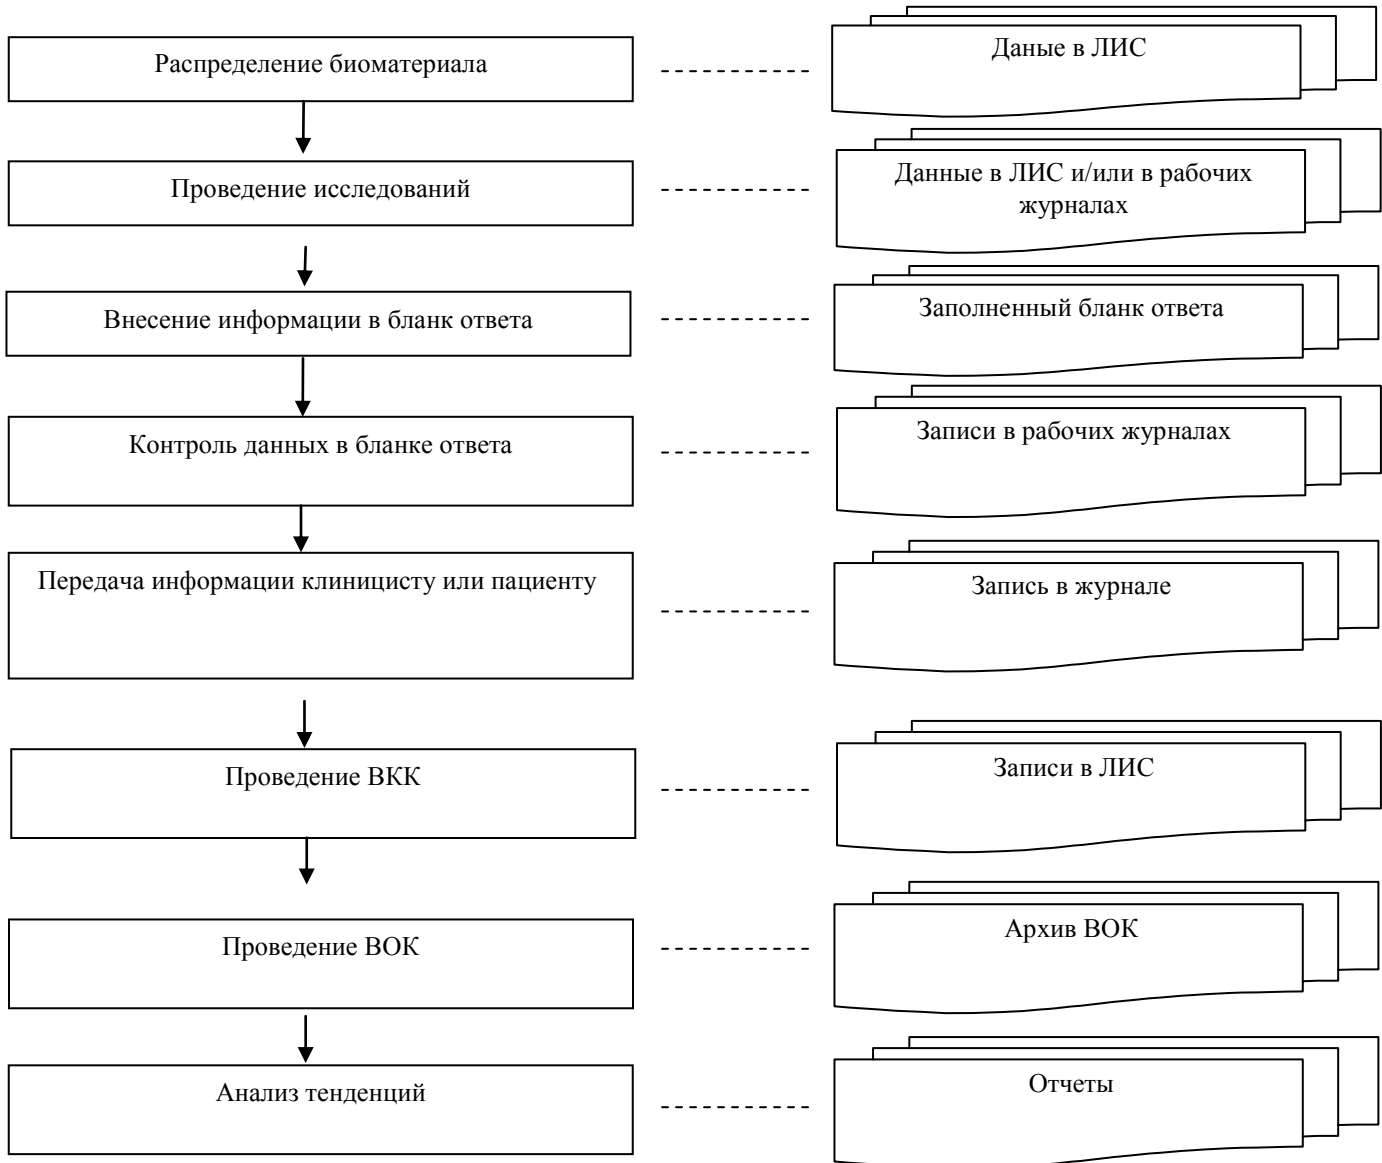 Распределение биоматериала
Даные в ЛИС
Проведение исследований
Данные в ЛИС и/или в рабочих
журналах
Внесение информации в бланк ответа
Заполненный бланк ответа
Контроль данных в бланке ответа
Записи в рабочих журналах
Передача информации клиницисту или пациенту
Запись в журнале
Проведение ВКК
Записи в ЛИС
Проведение ВОК
Архив ВОК
Анализ тенденций
Отчеты